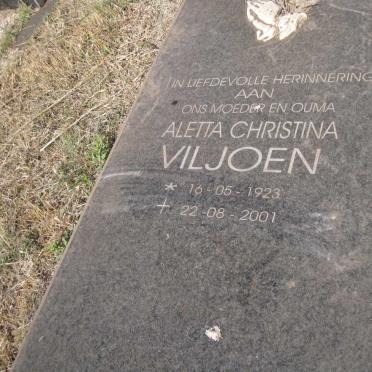 IN LIEFDEVOLLE HERINNERING
AAN
ONS MOEDER EN OUMA
ALETTA CHRISTINA
VILJOEN
* 16-05-1923
+ 22-08-2001